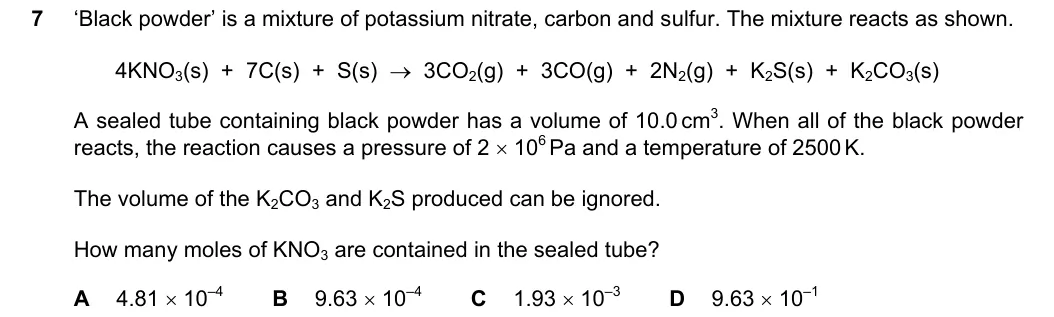 7 ‘Black powder’ is a mixture of potassium nitrate, carbon and sulfur. The mixture reacts as shown.
4KNO₃(s) + 7C(s) + S(s) → 3CO₂(g) + 3CO(g) + 2N₂(g) + K₂S(s) + K₂CO₃(s)
A sealed tube containing black powder has a volume of 10.0 cm³. When all of the black powder
reacts, the reaction causes a pressure of 2 × 10⁶ Pa and a temperature of 2500 K.
The volume of the K₂CO₃ and K₂S produced can be ignored.
How many moles of KNO₃ are contained in the sealed tube?
A 4.81 × 10⁻⁴ B 9.63 × 10⁻⁴ C 1.93 × 10⁻³ D 9.63 × 10⁻¹